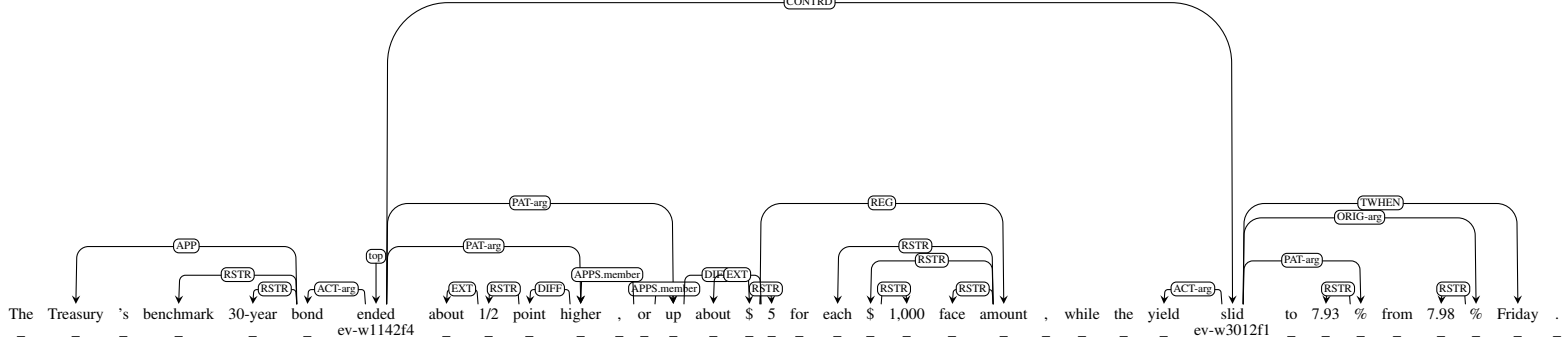 CONTRD
PAT-arg REG TWHEN
ORIG-arg
APP PAT-arg RSTR
top RSTR PAT-arg
RSTR APPS.member EXT
RSTR ACT-arg EXT RSTR DIFF APPS.member RSTR RSTR RSTR ACT-arg RSTR RSTR
The Treasury 's benchmark 30-year bond ended about 1/2 point higher , or up about $ 5 for each $ 1,000 face amount , while the yield slid to 7.93 % from 7.98 % Friday .
_ _ _ _ _ _ ev-w1142f4 _ _ _ _ _ _ _ _ _ _ _ _ _ _ _ _ _ _ _ _ ev-w3012f1 _ _ _ _ _ _ _ _